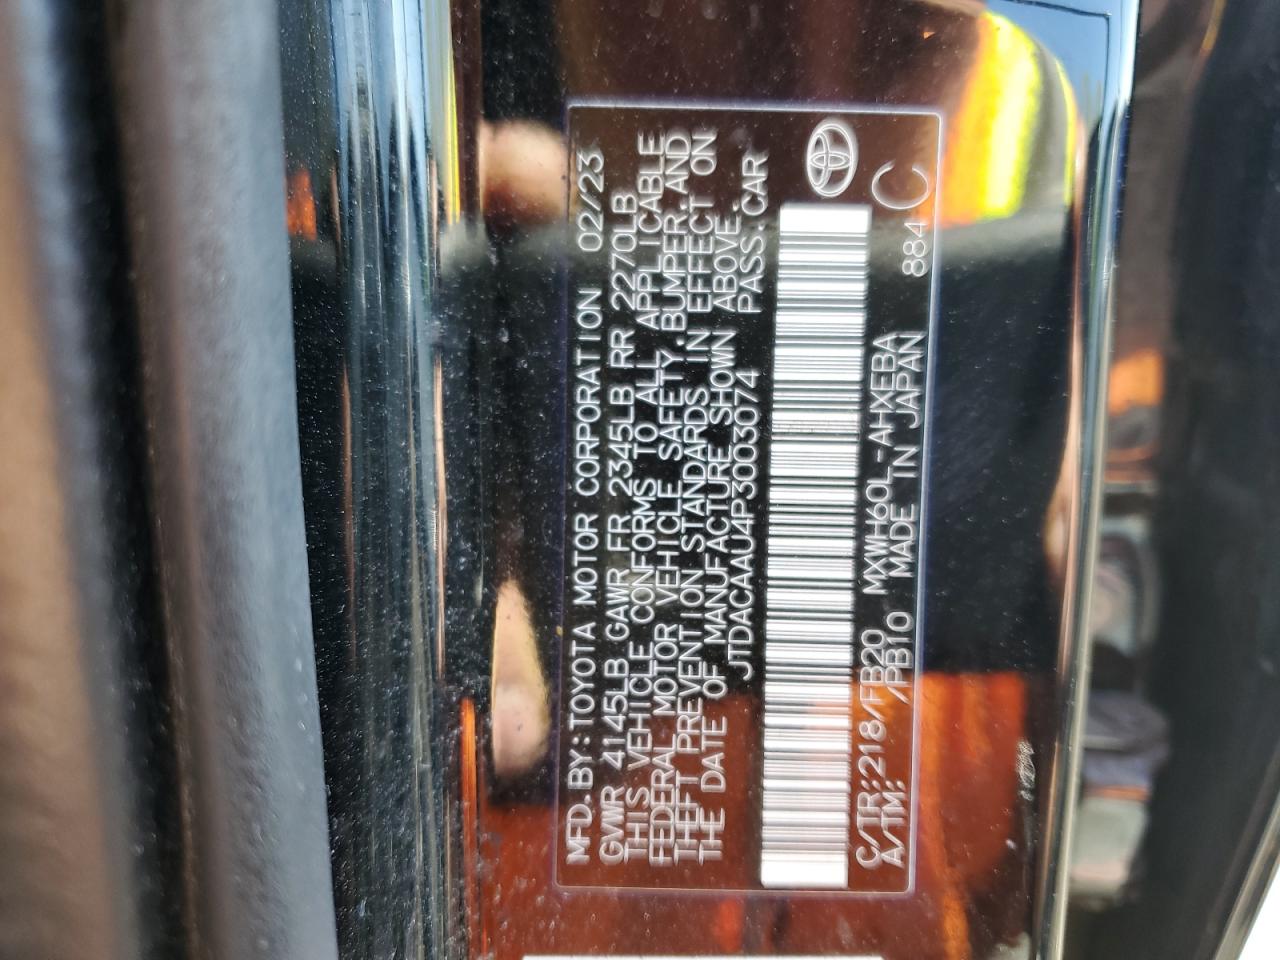 MFD.BY:TOYOTA MOTOR CORPORATION 02/23
GVWR 4145LB GAWR FR 2345LB RR 2270LB
THIS VEHICLE CONFORMS TO ALL APPLICABLE
FEDERAL MOTOR VEHICLE SAFETY,BUMPER,AND
THEFT PREVENTION STANDARDS IN EFFECT ON
THE DATE OF MANUFACTURE SHOWN ABOVE.
JTDACAAU4P3003074 PASS.CAR
C/TR:218/FB20 MXWH60L-AHXEBA
A/TM: /PB10 MADE IN JAPAN 884
C